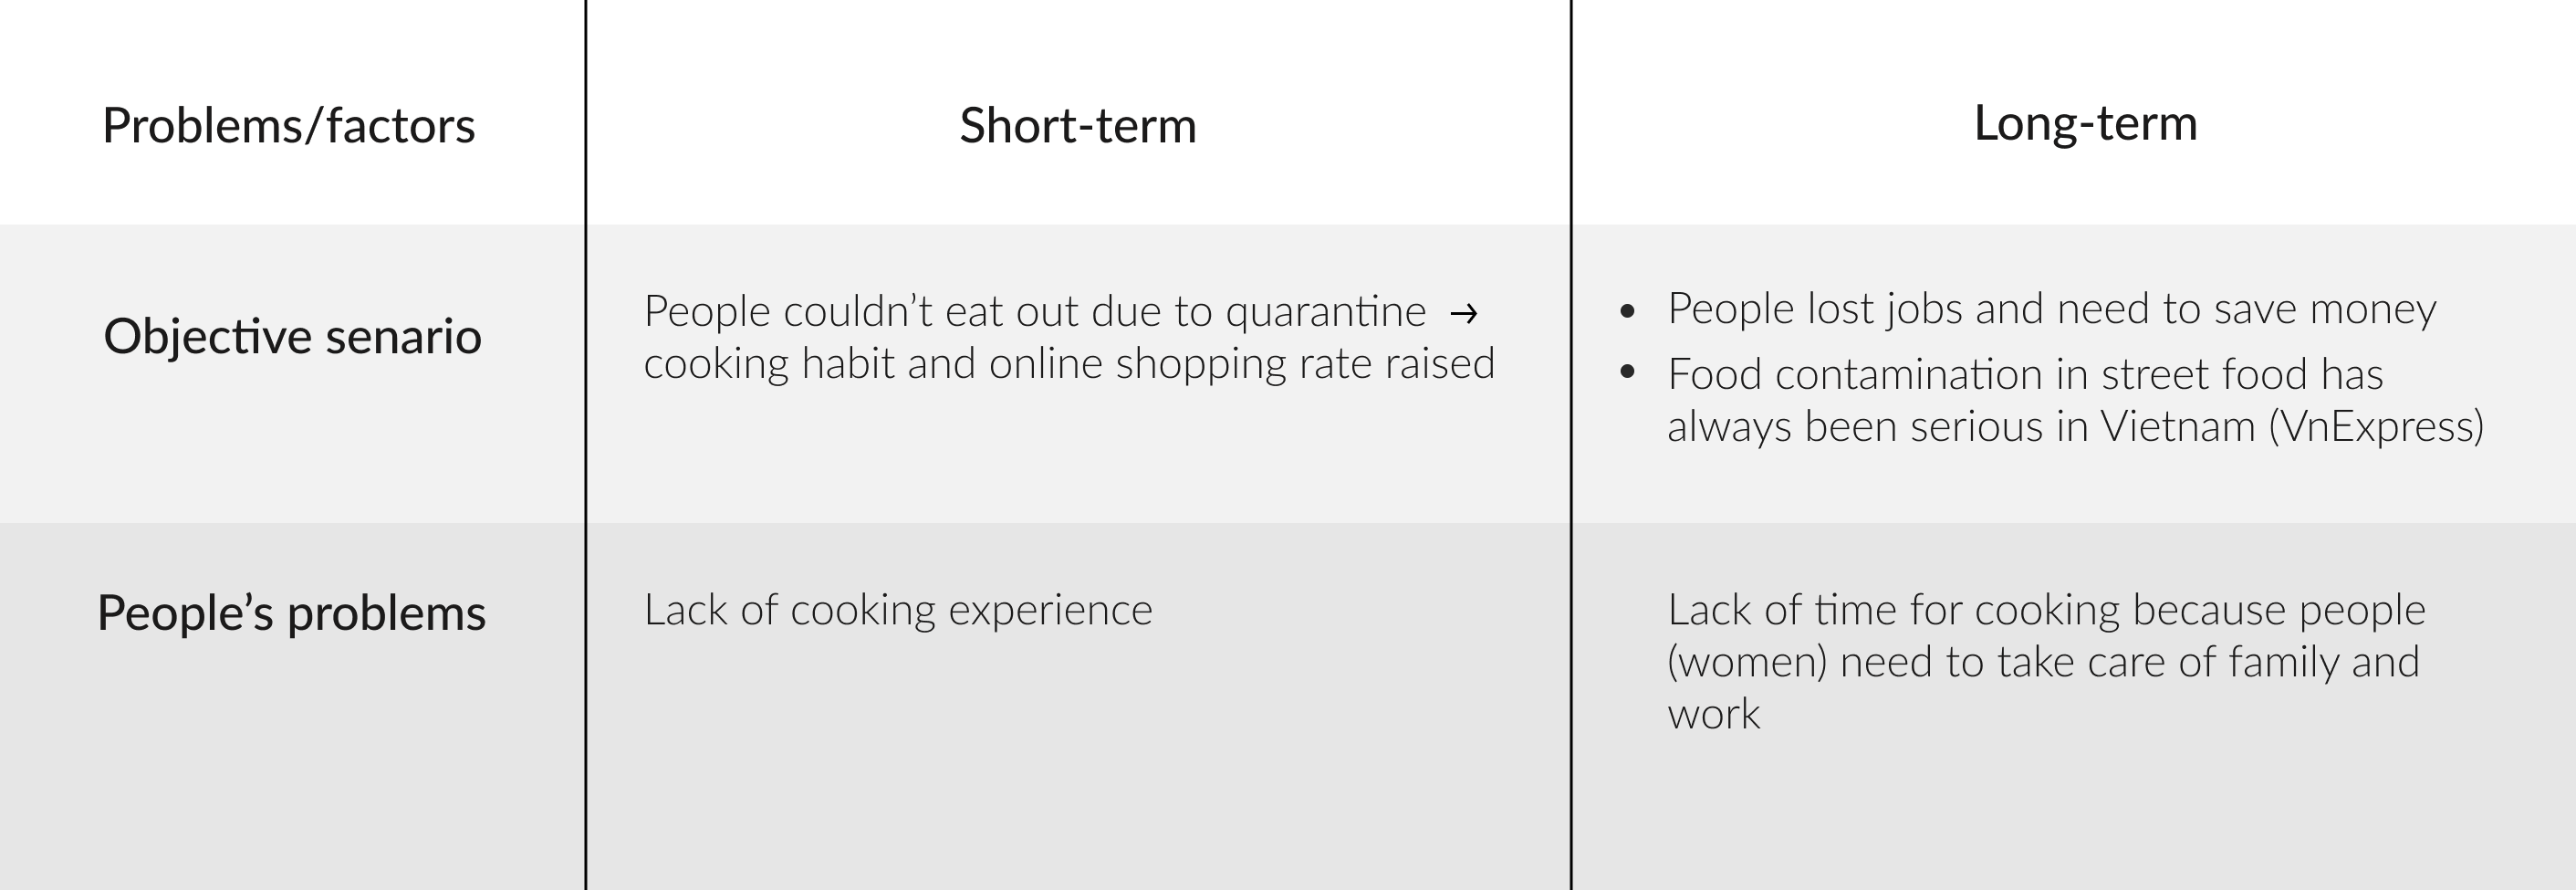 Problems/factors
Short-term
Long-term
Objective senario
People couldn’t eat out due to quarantine →
cooking habit and online shopping rate raised
• People lost jobs and need to save money
• Food contamination in street food has
always been serious in Vietnam (VnExpress)
People’s problems
Lack of cooking experience
Lack of time for cooking because people
(women) need to take care of family and
work